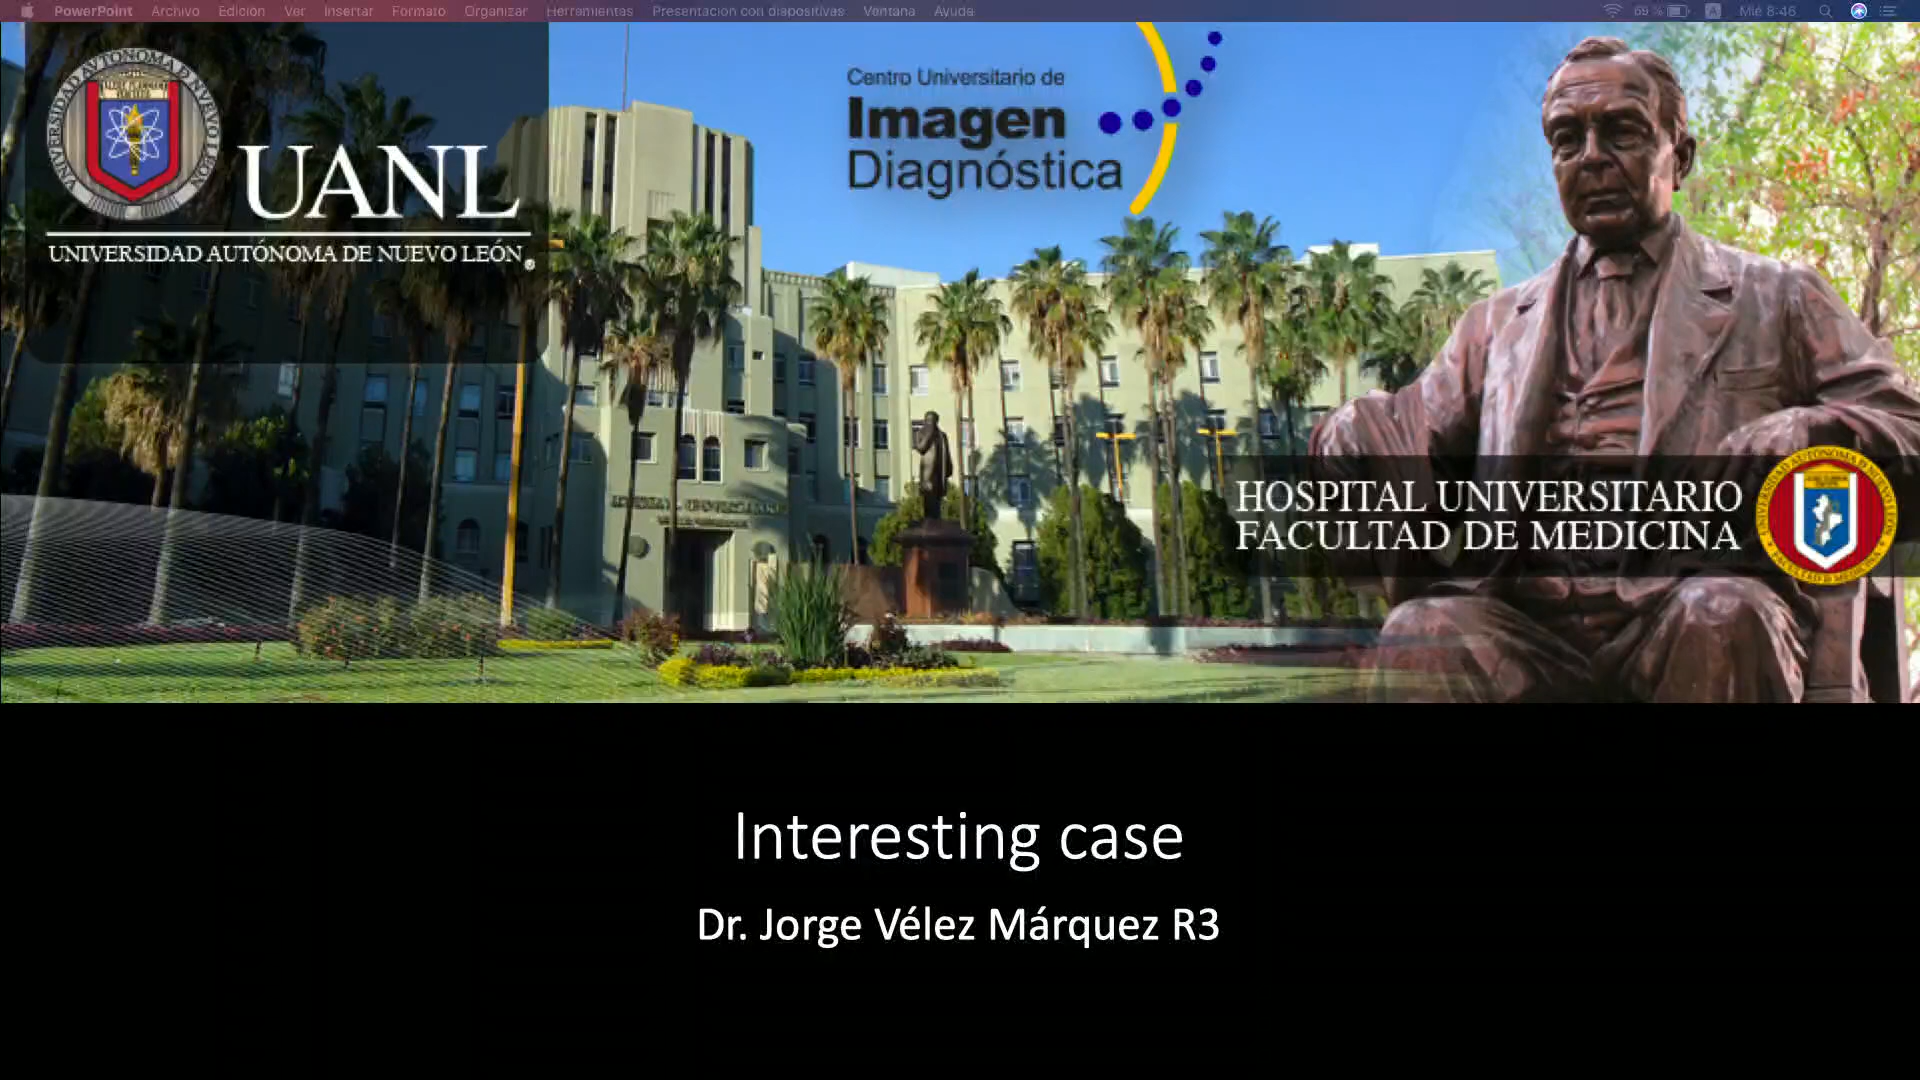 PowerPoint Archivo Edición Ver Insertar Formato Organizar Herramientas Presentación con diapositivas Ventana Ayuda
69 % A Mié 8:46
UANL
UNIVERSIDAD AUTÓNOMA DE NUEVO LEÓN
Centro Universitario de
Imagen
Diagnóstica
HOSPITAL UNIVERSITARIO
FACULTAD DE MEDICINA
Interesting case
Dr. Jorge Vélez Márquez R3